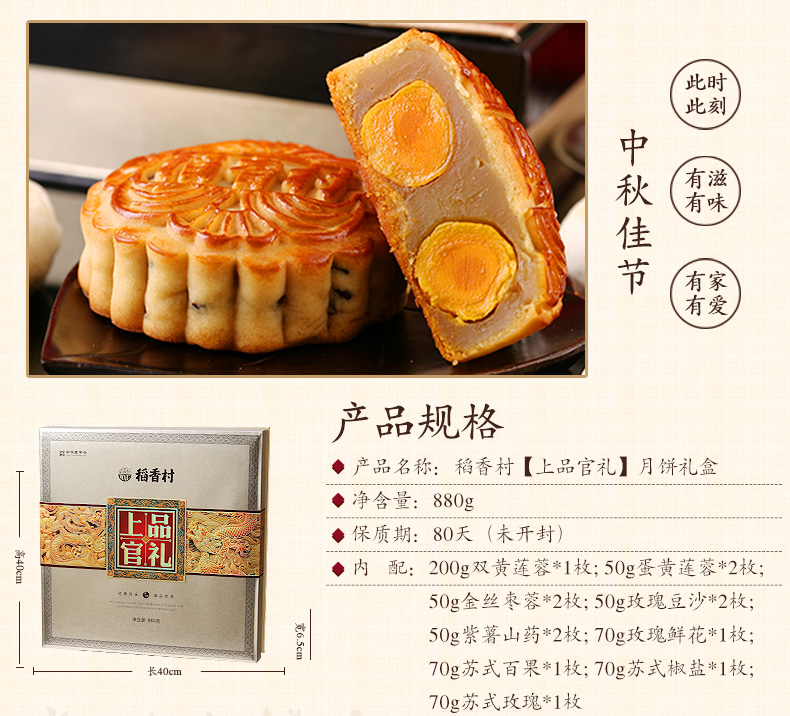 中秋佳节
此时
此刻
有滋
有味
有家
有爱
产品规格
产品名称：稻香村【上品官礼】月饼礼盒
净含量：880g
保质期：80天（未开封）
内　配：200g双黄莲蓉*1枚；50g蛋黄莲蓉*2枚；
50g金丝枣蓉*2枚；50g玫瑰豆沙*2枚；
50g紫薯山药*2枚；70g玫瑰鲜花*1枚；
70g苏式百果*1枚；70g苏式椒盐*1枚；
70g苏式玫瑰*1枚
稻香村
上品
官礼
净含量：880克
高40cm
长40cm
宽6.5cm